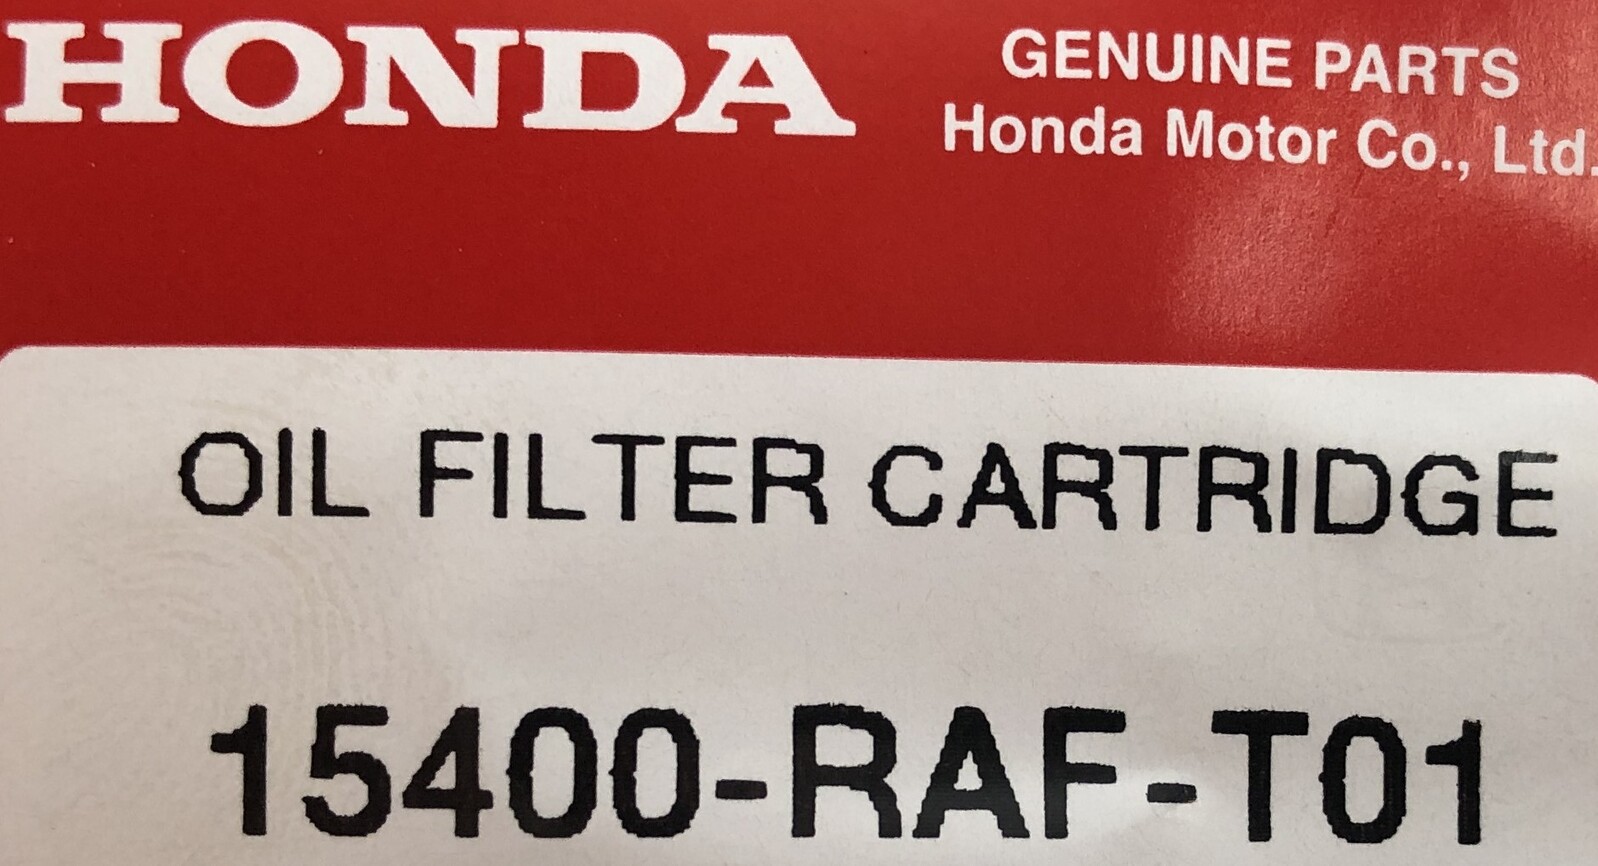 HONDA
GENUINE PARTS
Honda Motor Co., Ltd.
OIL FILTER CARTRIDGE
15400-RAF-T01